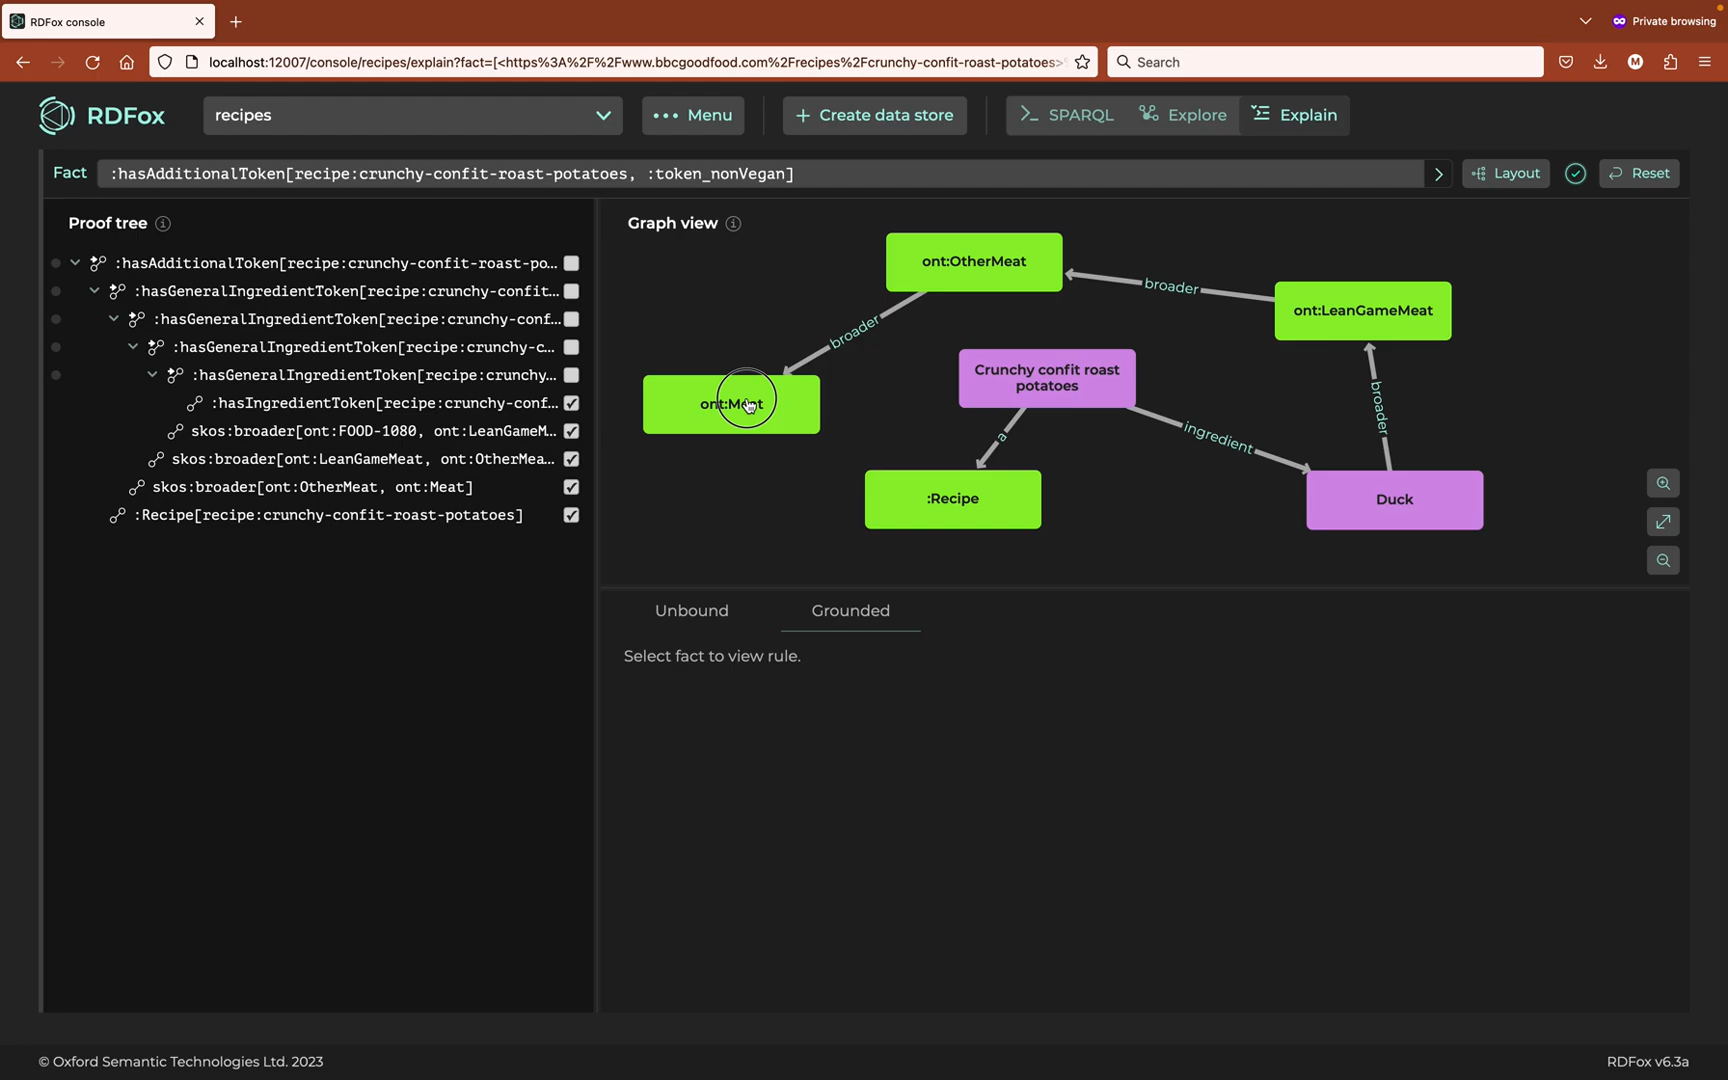 RDFox console
Private browsing
localhost:12007/console/recipes/explain?fact=[<https%3A%2F%2Fwww.bbcgoodfood.com%2Frecipes%2Fcrunchy-confit-roast-potatoes>
Search
RDFox
recipes
Menu
Create data store
SPARQL
Explore
Explain
Fact
:hasAdditionalToken[recipe:crunchy-confit-roast-potatoes, :token_nonVegan]
Layout
Reset
Proof tree
:hasAdditionalToken[recipe:crunchy-confit-roast-po...
:hasGeneralIngredientToken[recipe:crunchy-confit...
:hasGeneralIngredientToken[recipe:crunchy-conf...
:hasGeneralIngredientToken[recipe:crunchy-c...
:hasGeneralIngredientToken[recipe:crunchy...
:hasIngredientToken[recipe:crunchy-conf...
skos:broader[ont:FOOD-1080, ont:LeanGameM...
skos:broader[ont:LeanGameMeat, ont:OtherMea...
skos:broader[ont:OtherMeat, ont:Meat]
:Recipe[recipe:crunchy-confit-roast-potatoes]
Graph view
ont:OtherMeat
broader
ont:LeanGameMeat
broader
Crunchy confit roast
potatoes
ont:Meat
broader
a
ingredient
:Recipe
Duck
Unbound
Grounded
Select fact to view rule.
© Oxford Semantic Technologies Ltd. 2023
RDFox v6.3a